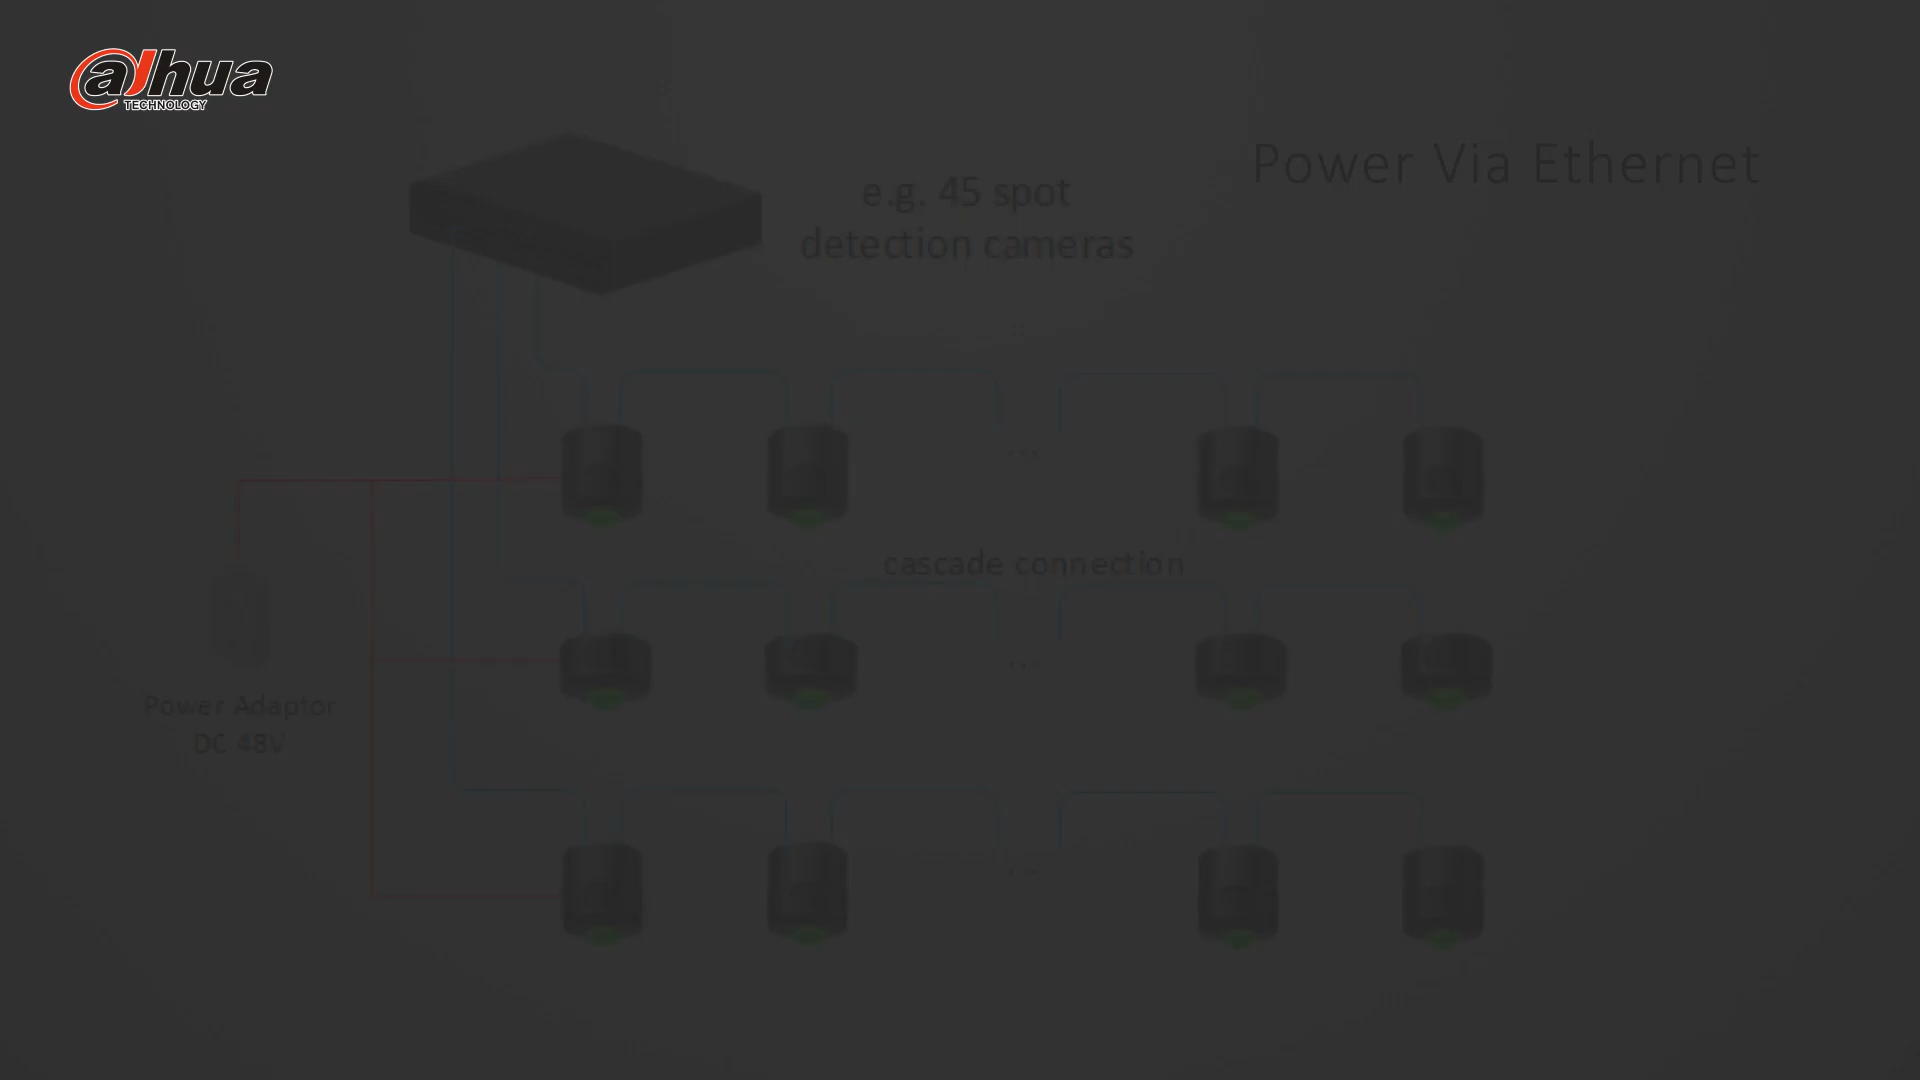 alhua
TECHNOLOGY
Power Via Ethernet
e.g. 45 spot
detection cameras
cascade connection
Power Adaptor
DC 48V